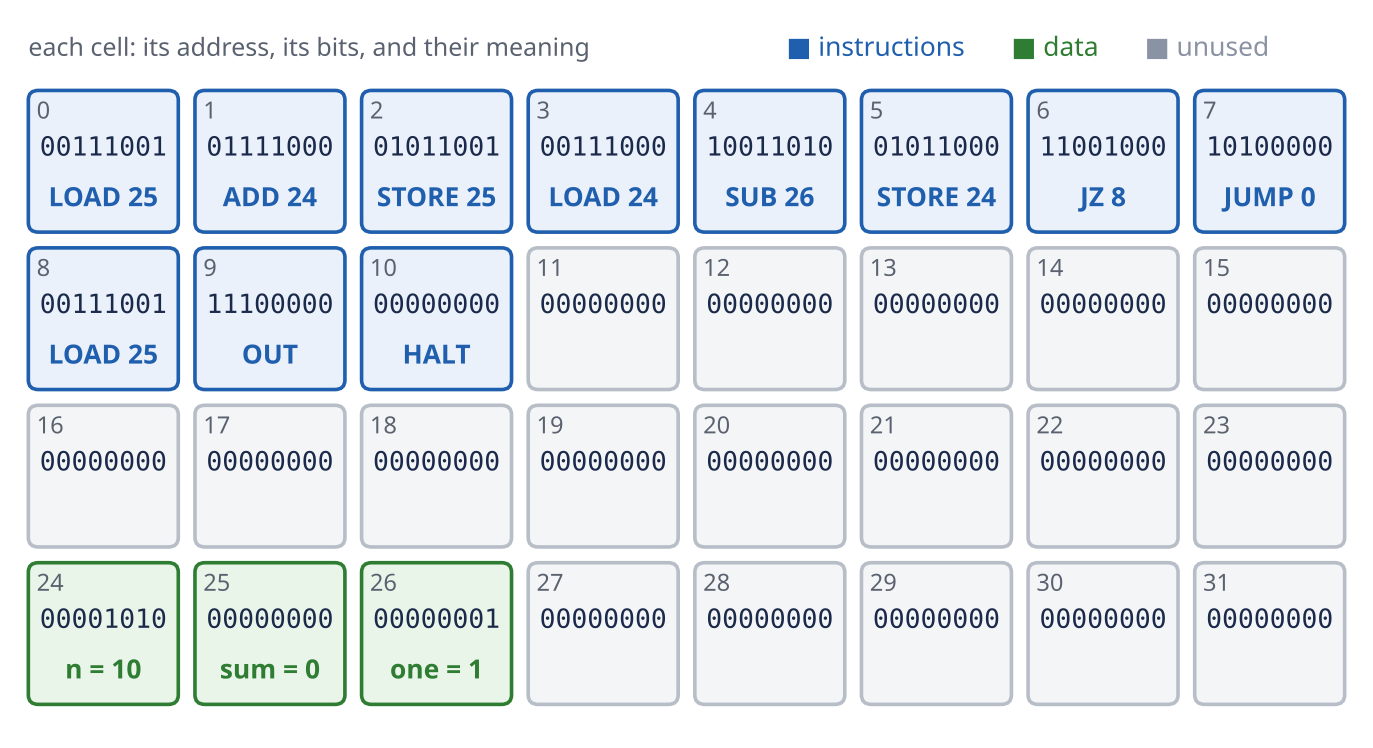 each cell: its address, its bits, and their meaning
instructions data unused
0 1 2 3 4 5 6 7
00111001 01111000 01011001 00111000 10011010 01011000 11001000 10100000
LOAD 25 ADD 24 STORE 25 LOAD 24 SUB 26 STORE 24 JZ 8 JUMP 0
8 9 10 11 12 13 14 15
00111001 11100000 00000000 00000000 00000000 00000000 00000000 00000000
LOAD 25 OUT HALT
16 17 18 19 20 21 22 23
00000000 00000000 00000000 00000000 00000000 00000000 00000000 00000000
24 25 26 27 28 29 30 31
00001010 00000000 00000001 00000000 00000000 00000000 00000000 00000000
n = 10 sum = 0 one = 1